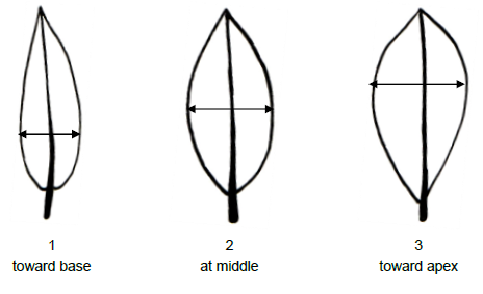 1
toward base
2
at middle
3
toward apex